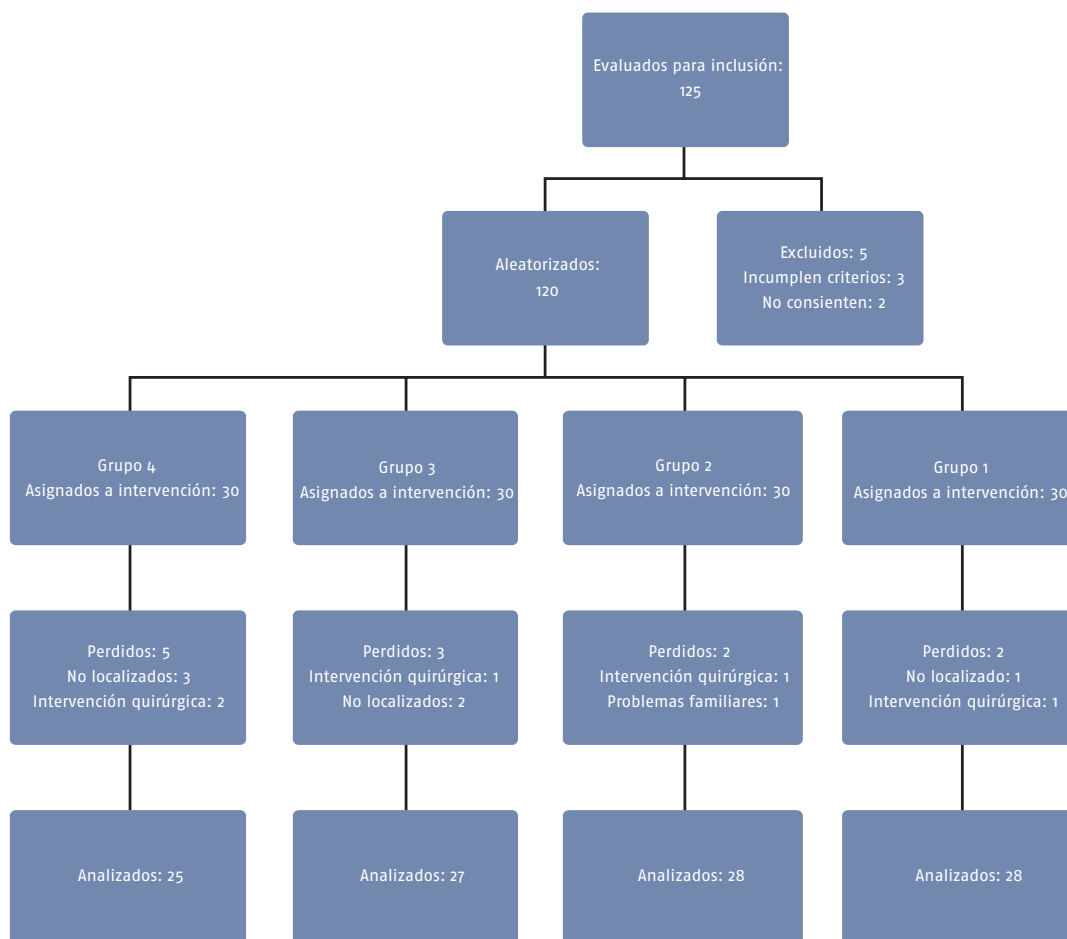 Evaluados para inclusión:
125
Aleatorizados:
120
Excluidos: 5
Incumplen criterios: 3
No consienten: 2
Grupo 4
Asignados a intervención: 30
Grupo 3
Asignados a intervención: 30
Grupo 2
Asignados a intervención: 30
Grupo 1
Asignados a intervención: 30
Perdidos: 5
No localizados: 3
Intervención quirúrgica: 2
Perdidos: 3
Intervención quirúrgica: 1
No localizados: 2
Perdidos: 2
Intervención quirúrgica: 1
Problemas familiares: 1
Perdidos: 2
No localizado: 1
Intervención quirúrgica: 1
Analizados: 25
Analizados: 27
Analizados: 28
Analizados: 28